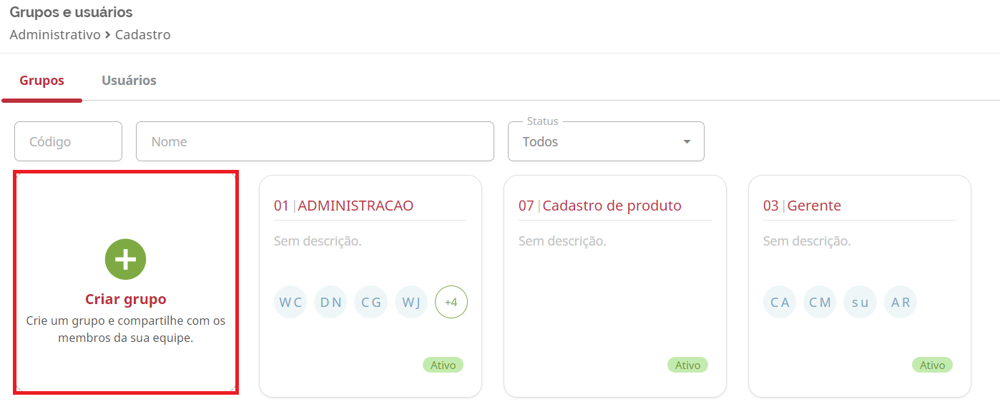 Grupos e usuários
Administrativo > Cadastro
Grupos
Usuários
Código
Nome
Status
Todos
Criar grupo
Crie um grupo e compartilhe com os
membros da sua equipe.
01 | ADMINISTRACAO
Sem descrição.
WC DN CG WJ +4
Ativo
07 | Cadastro de produto
Sem descrição.
Ativo
03 | Gerente
Sem descrição.
CA CM su AR
Ativo